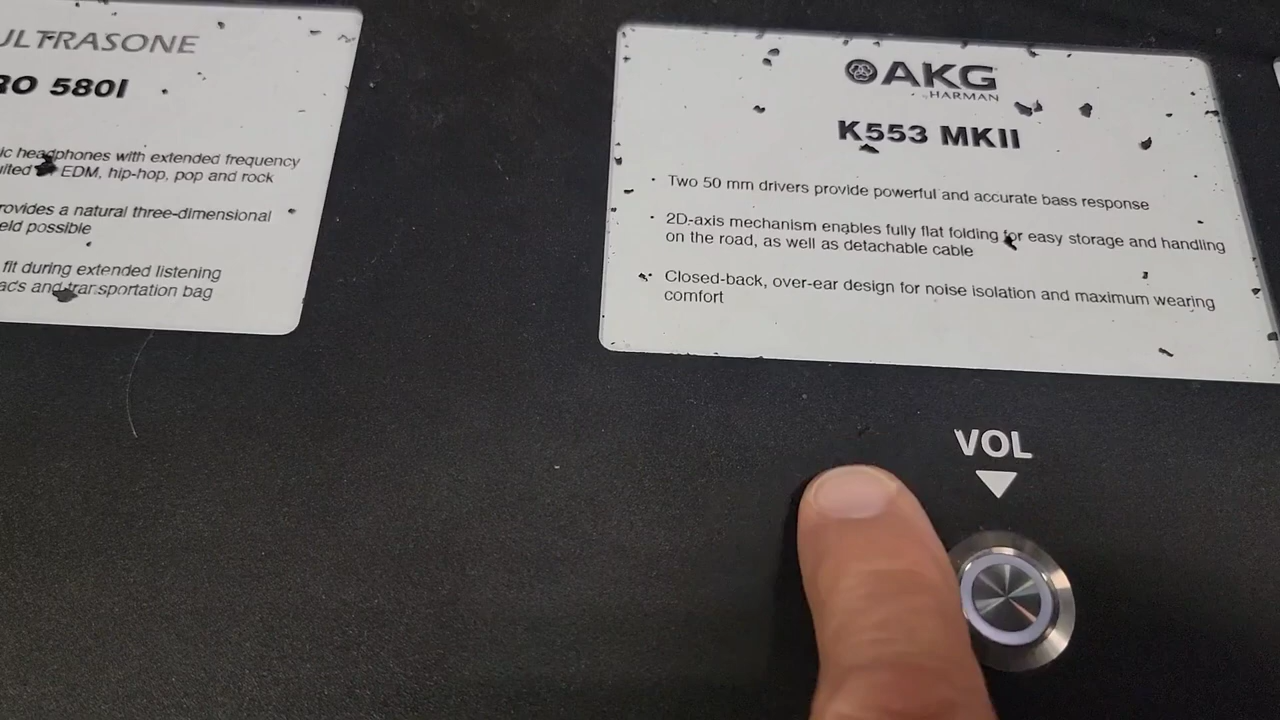 ULTRASONE
RO 580I
ic headphones with extended frequency
EDM, hip-hop, pop and rock
rovides a natural three-dimensional
eld possible
fit during extended listening
and transportation bag
AKG
HARMAN
K553 MKII
· Two 50 mm drivers provide powerful and accurate bass response
· 2D-axis mechanism enables fully flat folding for easy storage and handling
on the road, as well as detachable cable
· Closed-back, over-ear design for noise isolation and maximum wearing
comfort
VOL